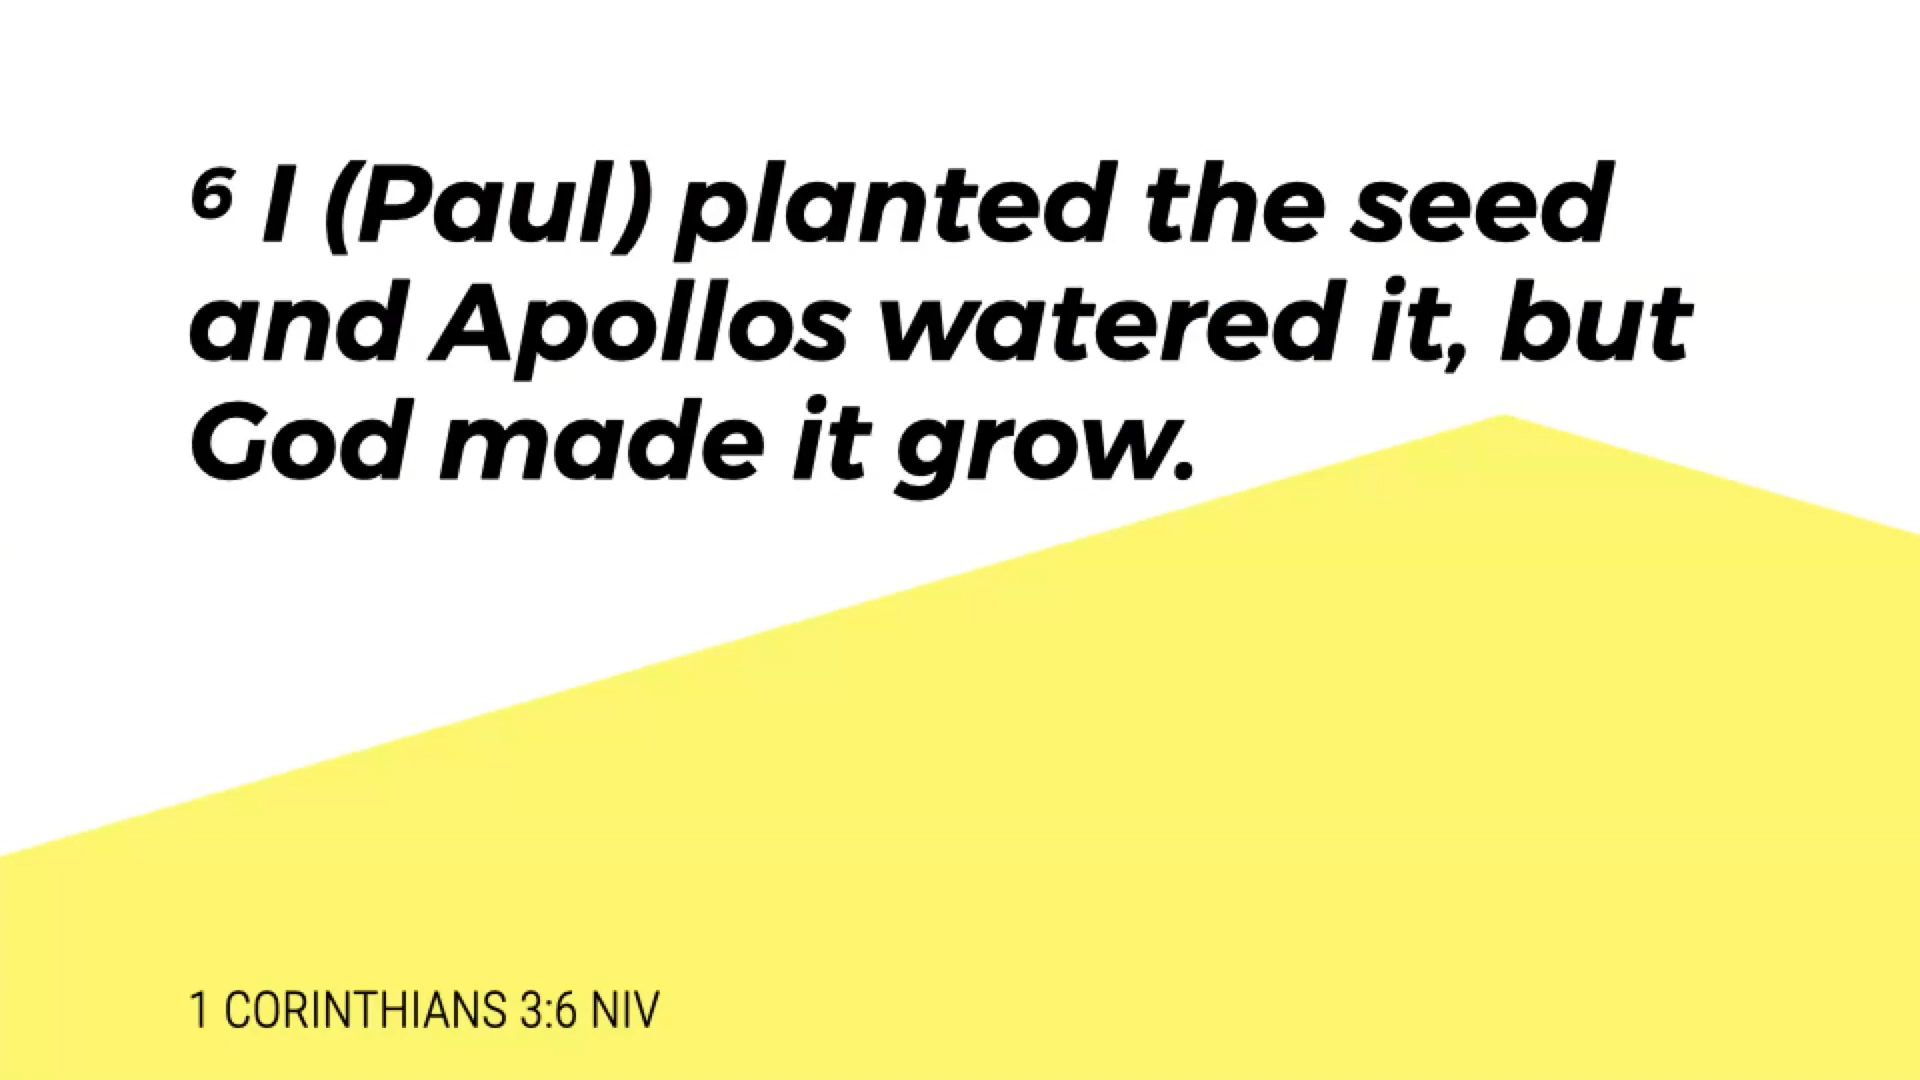 ⁶ I (Paul) planted the seed
and Apollos watered it, but
God made it grow.
1 CORINTHIANS 3:6 NIV